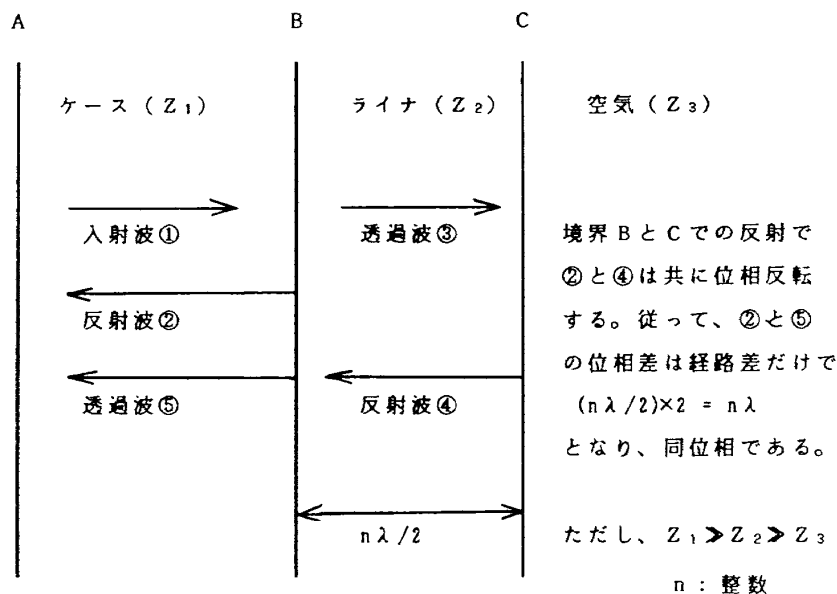 A B C
ケース（Z₁） ライナ（Z₂） 空気（Z₃）
入射波① 透過波③
反射波②
透過波⑤ 反射波④
nλ/2
境界BとCでの反射で
②と④は共に位相反転
する。従って、②と⑤
の位相差は経路差だけで
(nλ/2)×2 = nλ
となり、同位相である。
ただし、Z₁≫Z₂≫Z₃
n：整数